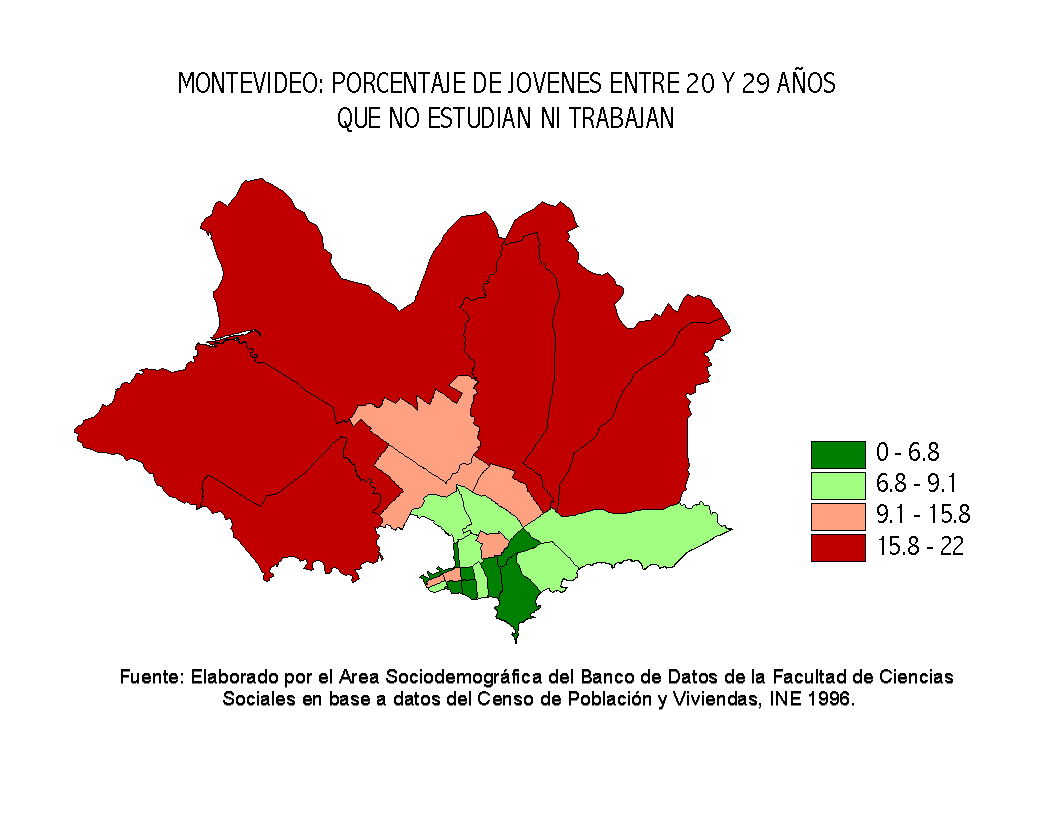 MONTEVIDEO: PORCENTAJE DE JOVENES ENTRE 20 Y 29 AÑOS
QUE NO ESTUDIAN NI TRABAJAN
0 - 6.8
6.8 - 9.1
9.1 - 15.8
15.8 - 22
Fuente: Elaborado por el Area Sociodemográfica del Banco de Datos de la Facultad de Ciencias
Sociales en base a datos del Censo de Población y Viviendas, INE 1996.